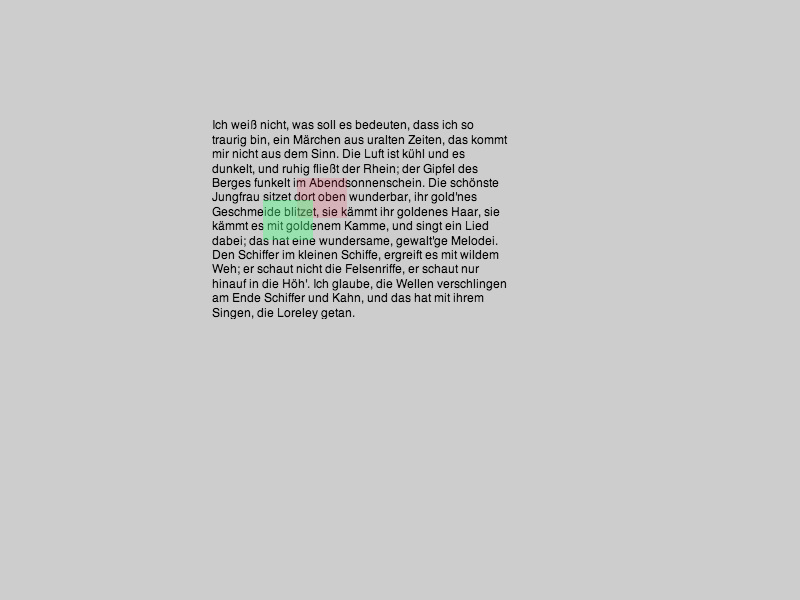 Ich weiß nicht, was soll es bedeuten, dass ich so
traurig bin, ein Märchen aus uralten Zeiten, das kommt
mir nicht aus dem Sinn. Die Luft ist kühl und es
dunkelt, und ruhig fließt der Rhein; der Gipfel des
Berges funkelt im Abendsonnenschein. Die schönste
Jungfrau sitzet dort oben wunderbar, ihr gold'nes
Geschmeide blitzet, sie kämmt ihr goldenes Haar, sie
kämmt es mit goldenem Kamme, und singt ein Lied
dabei; das hat eine wundersame, gewalt'ge Melodei.
Den Schiffer im kleinen Schiffe, ergreift es mit wildem
Weh; er schaut nicht die Felsenriffe, er schaut nur
hinauf in die Höh'. Ich glaube, die Wellen verschlingen
am Ende Schiffer und Kahn, und das hat mit ihrem
Singen, die Loreley getan.